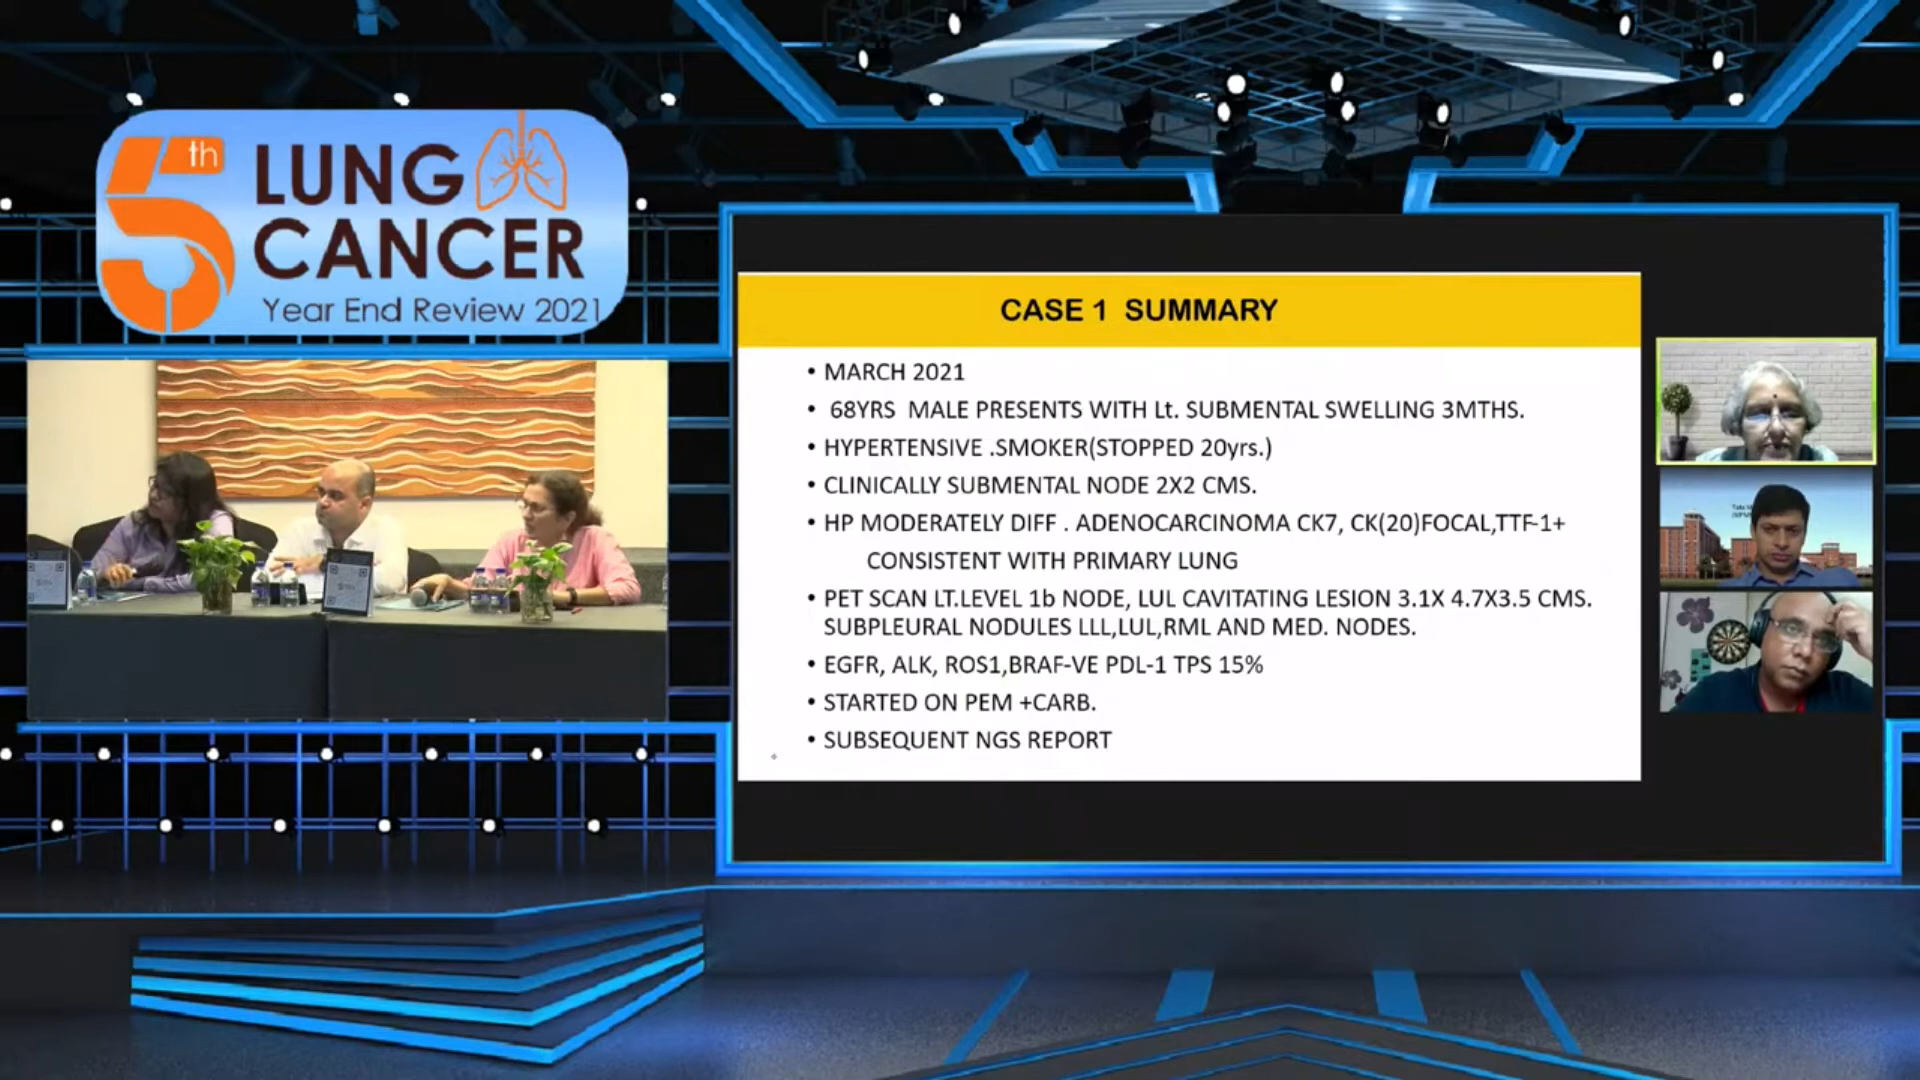 5th
LUNG
CANCER
Year End Review 2021
CASE 1 SUMMARY
• MARCH 2021
• 68YRS MALE PRESENTS WITH Lt. SUBMENTAL SWELLING 3MTHS.
• HYPERTENSIVE .SMOKER(STOPPED 20yrs.)
• CLINICALLY SUBMENTAL NODE 2X2 CMS.
• HP MODERATELY DIFF . ADENOCARCINOMA CK7, CK(20)FOCAL,TTF-1+
CONSISTENT WITH PRIMARY LUNG
• PET SCAN LT.LEVEL 1b NODE, LUL CAVITATING LESION 3.1X 4.7X3.5 CMS.
SUBPLEURAL NODULES LLL,LUL,RML AND MED. NODES.
• EGFR, ALK, ROS1,BRAF-VE PDL-1 TPS 15%
• STARTED ON PEM +CARB.
• SUBSEQUENT NGS REPORT